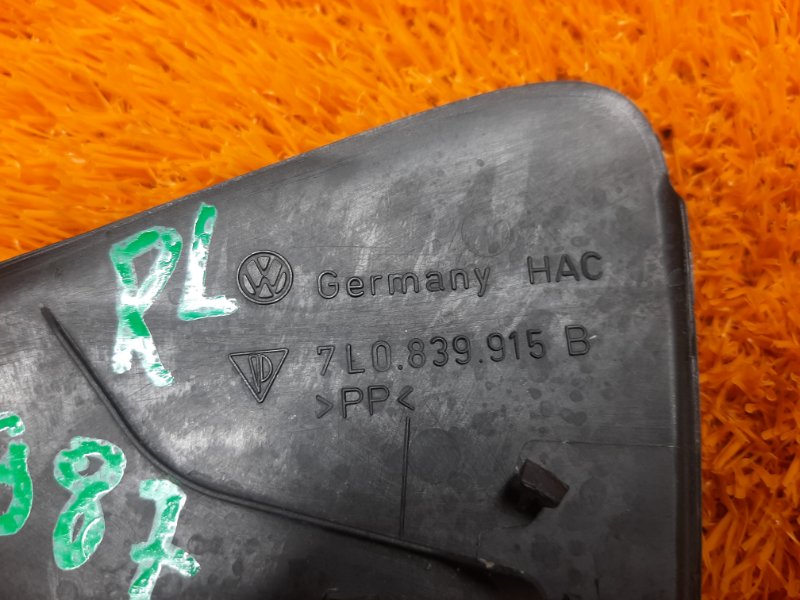 RL
Germany HAC
7L0.839.915 B
>PP<
987